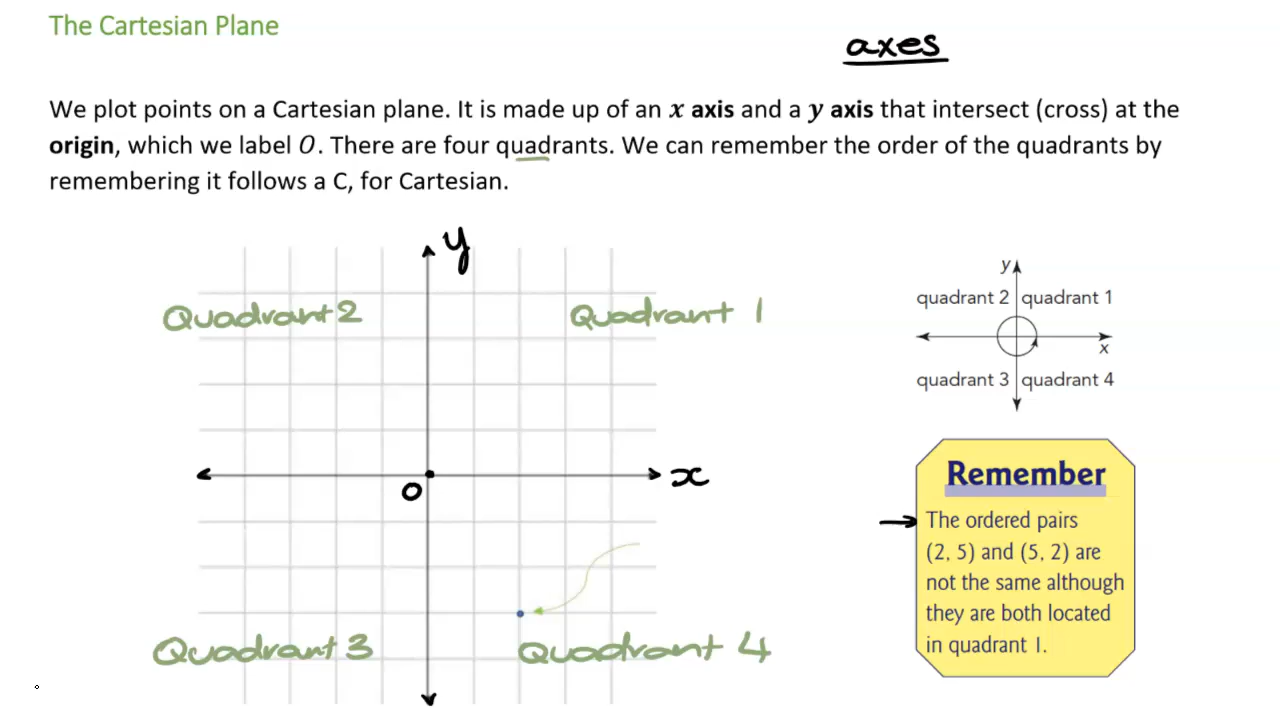 The Cartesian Plane
axes
We plot points on a Cartesian plane. It is made up of an x axis and a y axis that intersect (cross) at the
origin, which we label O. There are four quadrants. We can remember the order of the quadrants by
remembering it follows a C, for Cartesian.
y
Quadrant 2
Quadrant 1
x
O
Quadrant 3
Quadrant 4
y
quadrant 2
quadrant 1
x
quadrant 3
quadrant 4
Remember
The ordered pairs
(2, 5) and (5, 2) are
not the same although
they are both located
in quadrant 1.